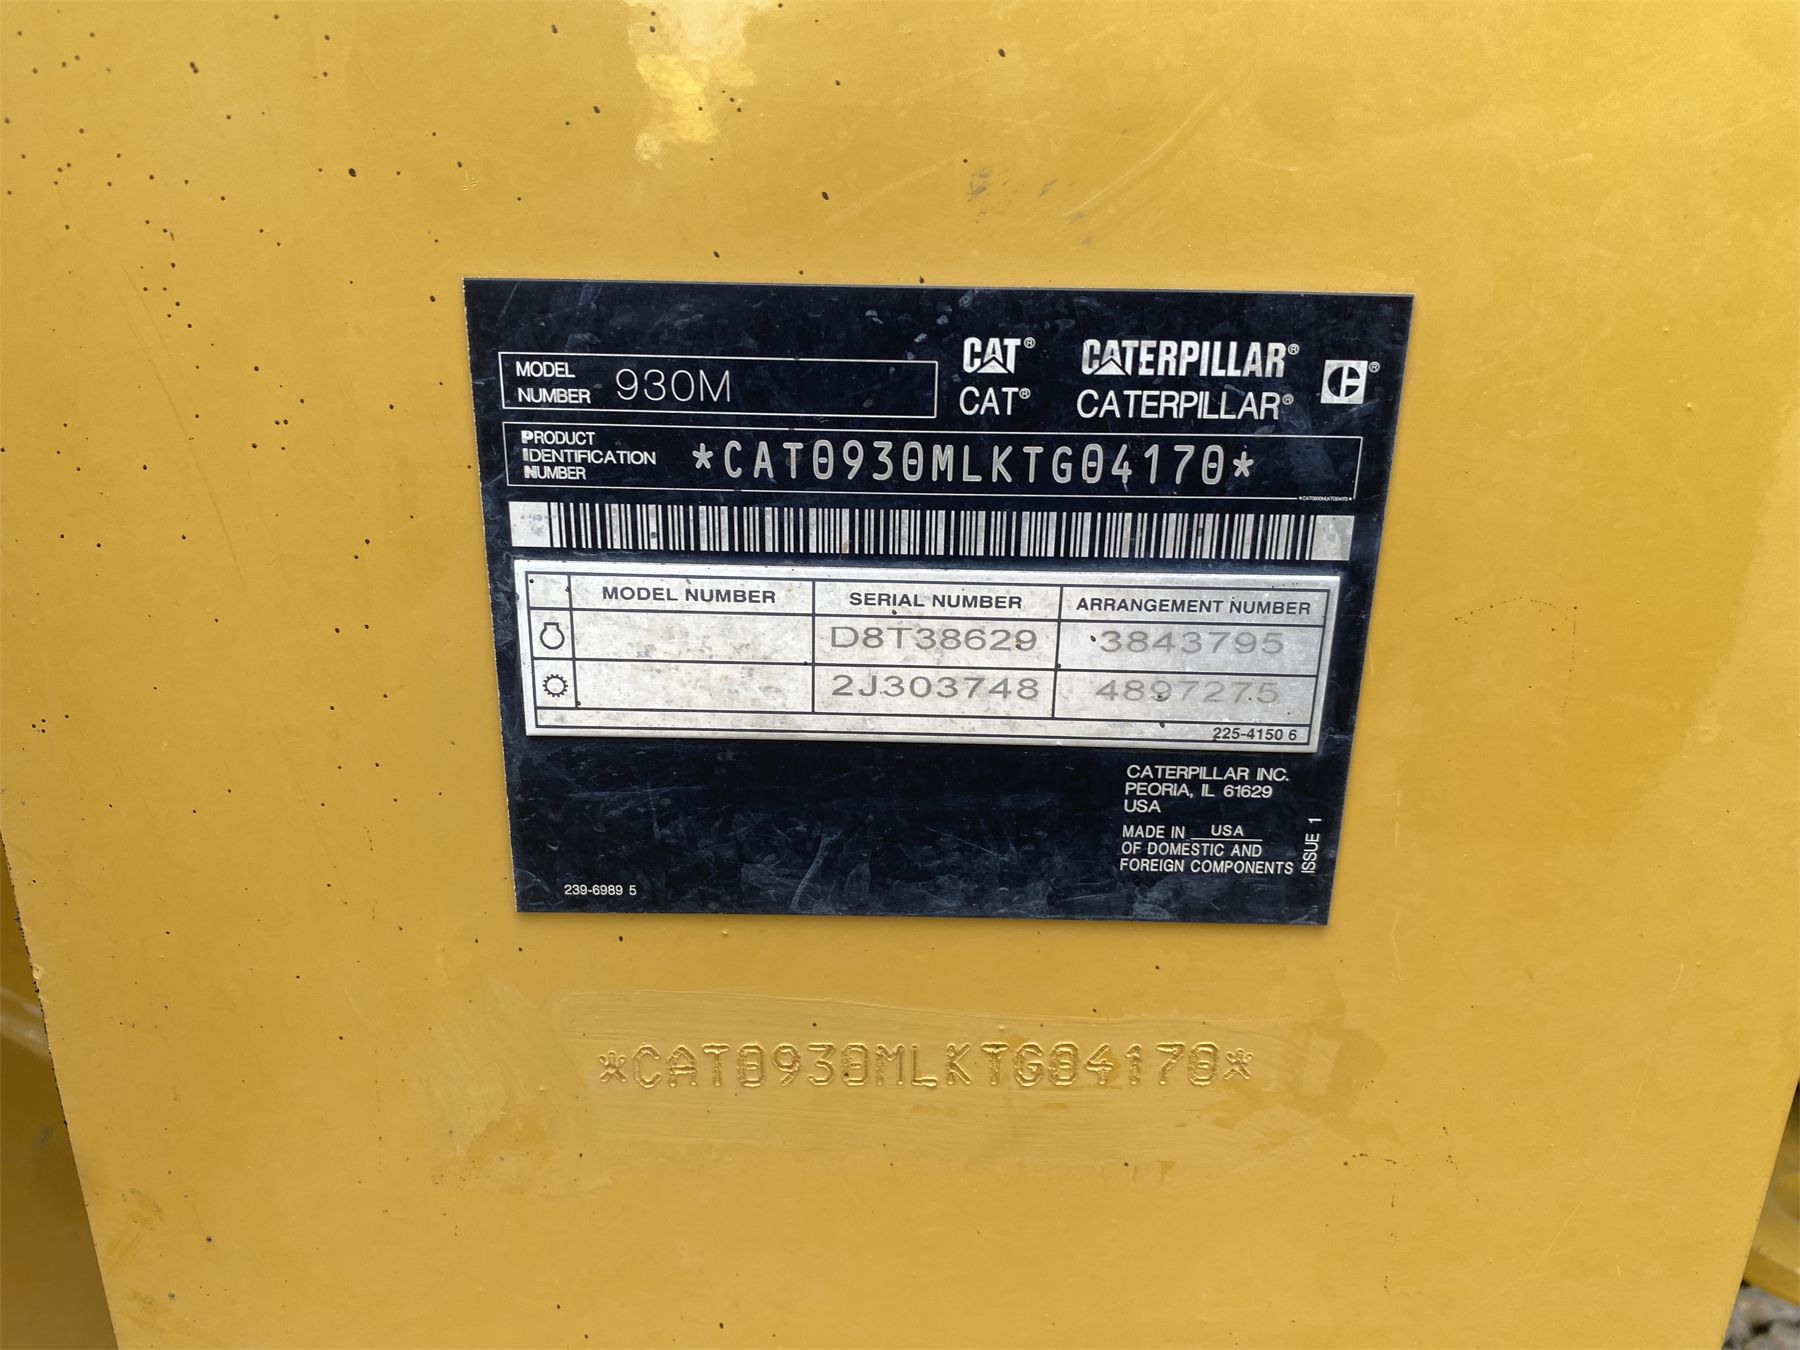 MODEL
NUMBER 930M
CAT® CATERPILLAR®
CAT® CATERPILLAR®
PRODUCT
IDENTIFICATION
NUMBER
*CAT0930MLKTG04170*
*CAT0930MLKTG04170*
MODEL NUMBER SERIAL NUMBER ARRANGEMENT NUMBER
D8T38629 3843795
2J303748 4897275
225-4150 6
CATERPILLAR INC.
PEORIA, IL 61629
USA
MADE IN USA
OF DOMESTIC AND
FOREIGN COMPONENTS
ISSUE 1
239-6989 5
*CAT0930MLKTG04170*